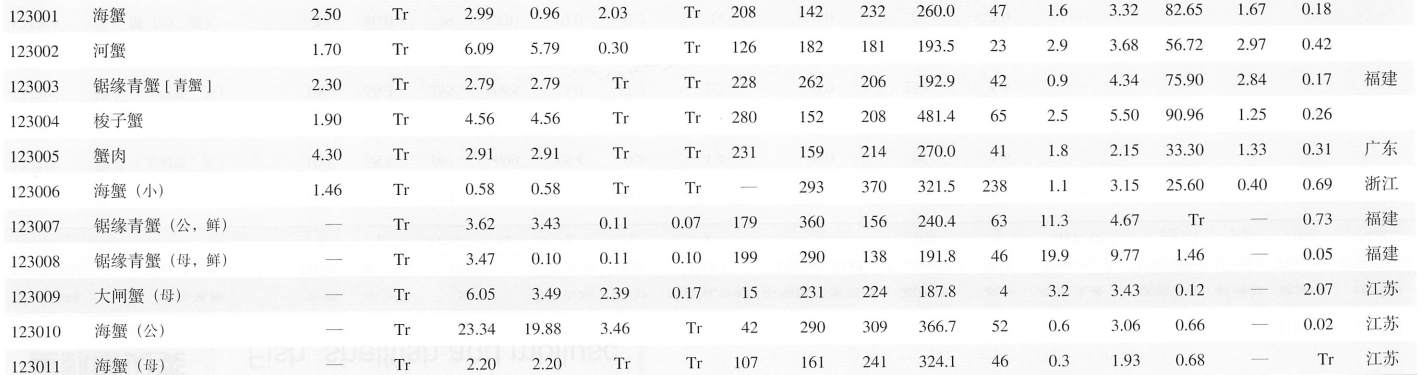 123001 海蟹 2.50 Tr 2.99 0.96 2.03 Tr 208 142 232 260.0 47 1.6 3.32 82.65 1.67 0.18
123002 河蟹 1.70 Tr 6.09 5.79 0.30 Tr 126 182 181 193.5 23 2.9 3.68 56.72 2.97 0.42
123003 锯缘青蟹[青蟹] 2.30 Tr 2.79 2.79 Tr Tr 228 262 206 192.9 42 0.9 4.34 75.90 2.84 0.17 福建
123004 梭子蟹 1.90 Tr 4.56 4.56 Tr Tr 280 152 208 481.4 65 2.5 5.50 90.96 1.25 0.26
123005 蟹肉 4.30 Tr 2.91 2.91 Tr Tr 231 159 214 270.0 41 1.8 2.15 33.30 1.33 0.31 广东
123006 海蟹（小） 1.46 Tr 0.58 0.58 Tr Tr — 293 370 321.5 238 1.1 3.15 25.60 0.40 0.69 浙江
123007 锯缘青蟹（公，鲜） — Tr 3.62 3.43 0.11 0.07 179 360 156 240.4 63 11.3 4.67 Tr — 0.73 福建
123008 锯缘青蟹（母，鲜） — Tr 3.47 0.10 0.11 0.10 199 290 138 191.8 46 19.9 9.77 1.46 — 0.05 福建
123009 大闸蟹（母） — Tr 6.05 3.49 2.39 0.17 15 231 224 187.8 4 3.2 3.43 0.12 — 2.07 江苏
123010 海蟹（公） — Tr 23.34 19.88 3.46 Tr 42 290 309 366.7 52 0.6 3.06 0.66 — 0.02 江苏
123011 海蟹（母） — Tr 2.20 2.20 Tr Tr 107 161 241 324.1 46 0.3 1.93 0.68 — Tr 江苏